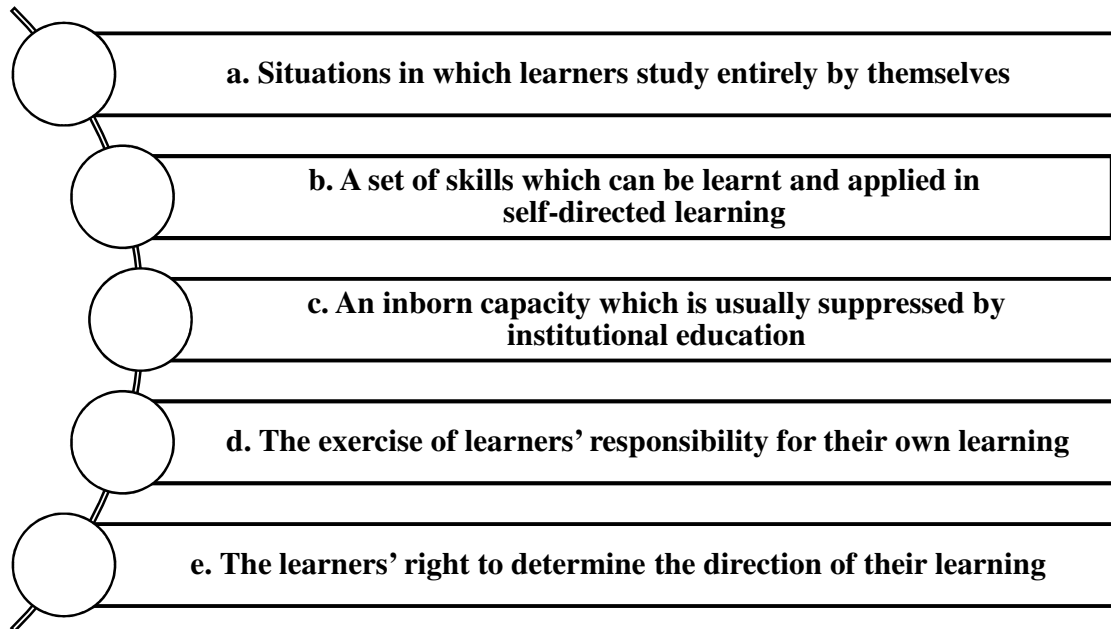 a. Situations in which learners study entirely by themselves
b. A set of skills which can be learnt and applied in
self-directed learning
c. An inborn capacity which is usually suppressed by
institutional education
d. The exercise of learners’ responsibility for their own learning
e. The learners’ right to determine the direction of their learning